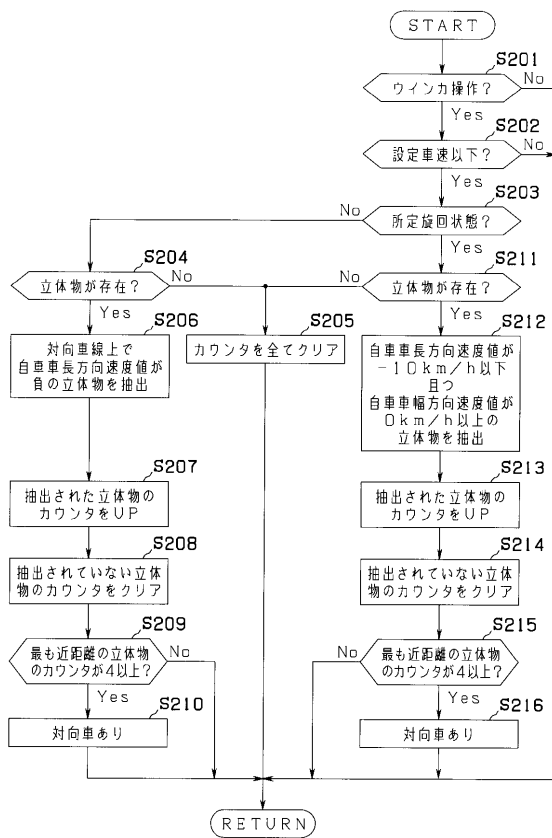 START
S201
ウインカ操作?
No
Yes
S202
設定車速以下?
No
Yes
S203
所定旋回状態?
No
Yes
S204
立体物が存在?
No
Yes
S211
立体物が存在?
No
Yes
S206
対向車線上で
自車車長方向速度値が
負の立体物を抽出
S205
カウンタを全てクリア
S212
自車車長方向速度値が
-10km/h以下
且つ
自車車幅方向速度値が
0km/h以上の
立体物を抽出
S207
抽出された立体物の
カウンタをUP
S213
抽出された立体物の
カウンタをUP
S208
抽出されていない立体
物のカウンタをクリア
S214
抽出されていない立体
物のカウンタをクリア
S209
最も近距離の立体物
のカウンタが4以上?
No
Yes
S215
最も近距離の立体物
のカウンタが4以上?
No
Yes
S210
対向車あり
S216
対向車あり
RETURN